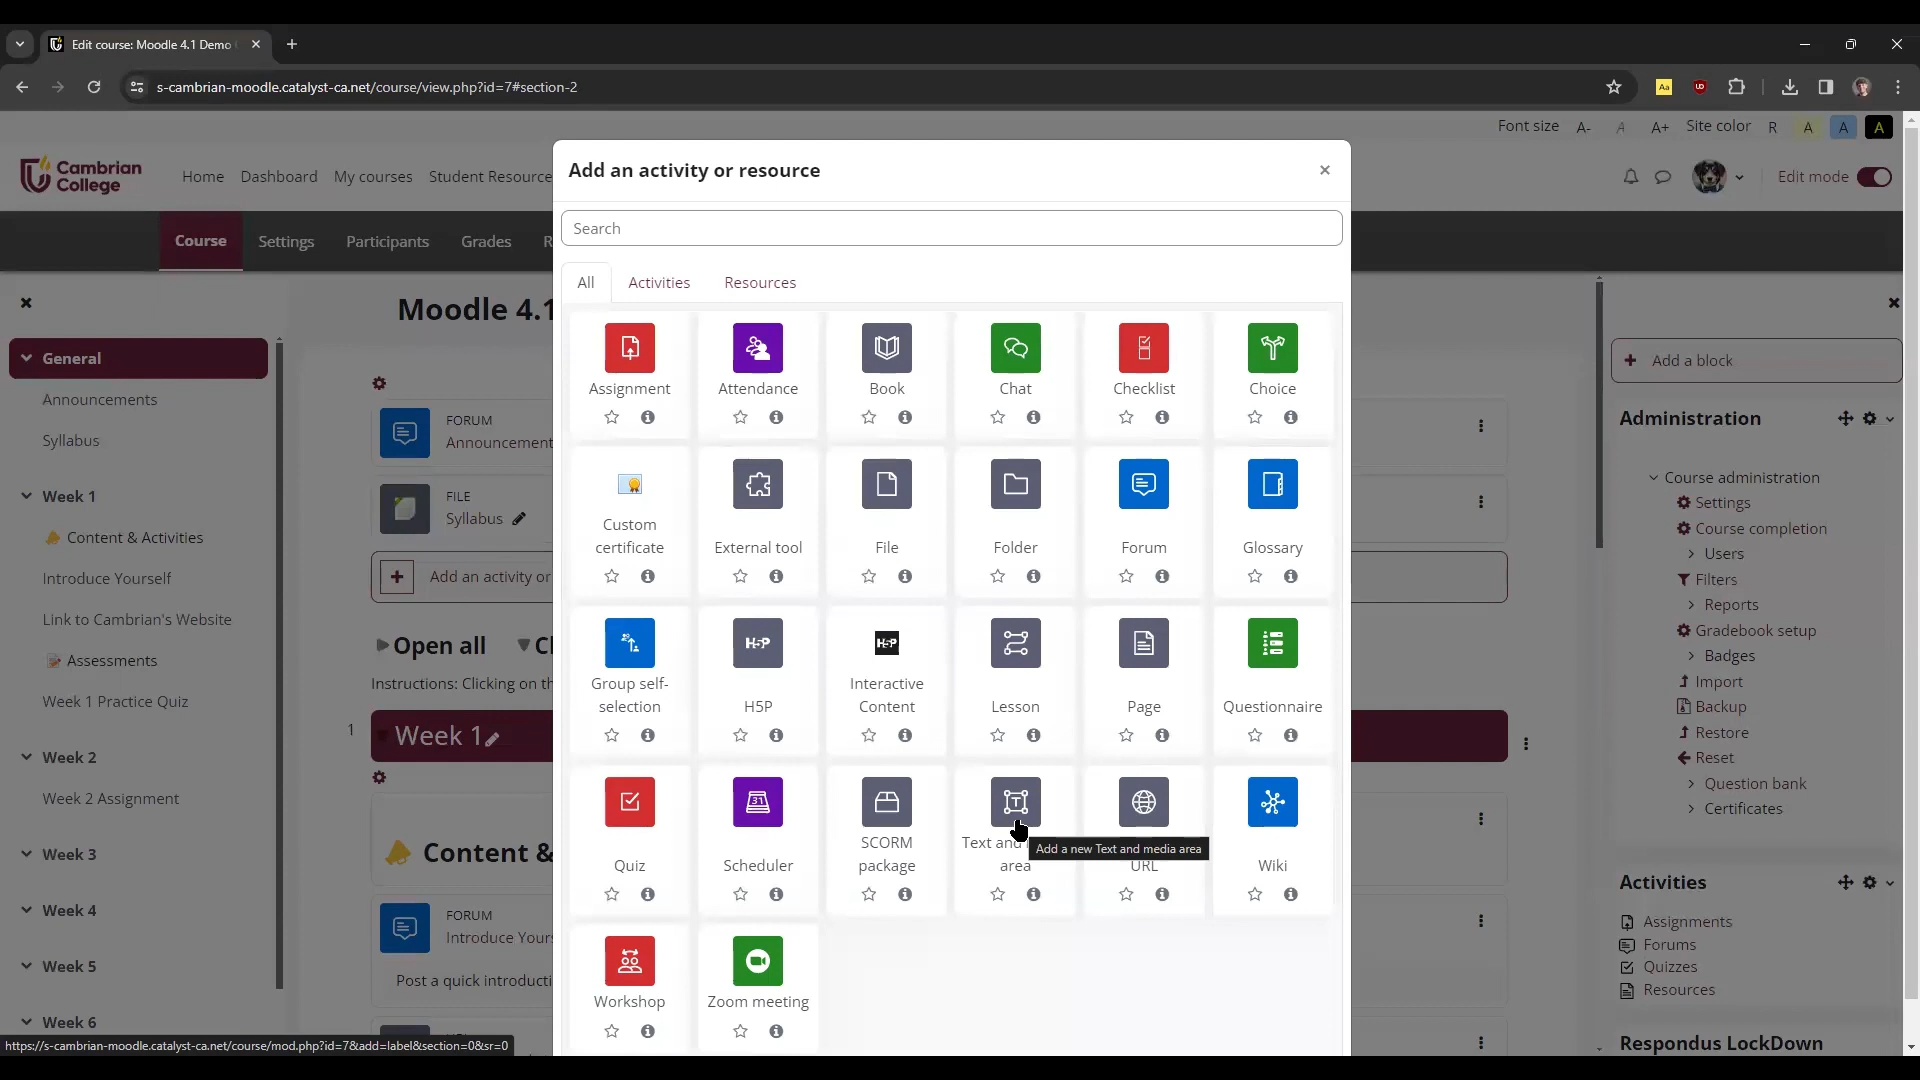 Edit course: Moodle 4.1 Demo
s-cambrian-moodle.catalyst-ca.net/course/view.php?id=7#section-2
Font size A- A A+ Site color R A A A
Cambrian College
Home Dashboard My courses Student Resource
Edit mode
Course Settings Participants Grades R
Add an activity or resource
Search
All Activities Resources
Assignment Attendance Book Chat Checklist Choice
Custom certificate External tool File Folder Forum Glossary
Group self-selection H5P Interactive Content Lesson Page Questionnaire
Quiz Scheduler SCORM package Text and area URL Wiki
Add a new Text and media area
Workshop Zoom meeting
General
Announcements
Syllabus
Week 1
Content & Activities
Introduce Yourself
Link to Cambrian's Website
Assessments
Week 1 Practice Quiz
Week 2
Week 2 Assignment
Week 3
Week 4
Week 5
Week 6
https://s-cambrian-moodle.catalyst-ca.net/course/mod.php?id=7&add=label&section=0&sr=0
Moodle 4.1
FORUM
Announcement
FILE
Syllabus
Add an activity or
Open all Cl
Instructions: Clicking on th
1
Week 1
Content &
FORUM
Introduce Yours
Post a quick introducti
Add a block
Administration
Course administration
Settings
Course completion
Users
Filters
Reports
Gradebook setup
Badges
Import
Backup
Restore
Reset
Question bank
Certificates
Activities
Assignments
Forums
Quizzes
Resources
Respondus LockDown